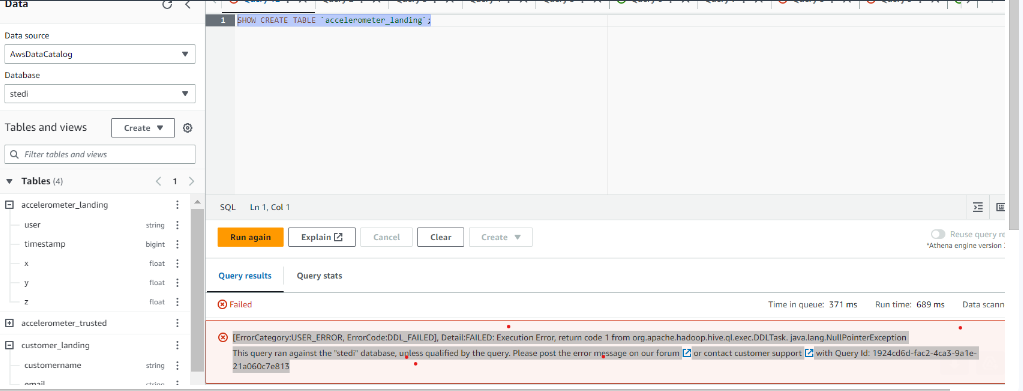 Data
Data source
AwsDataCatalog
Database
stedi
Tables and views
Create
Filter tables and views
Tables (4)
1
accelerometer_landing
user string
timestamp bigint
x float
y float
z float
accelerometer_trusted
customer_landing
customername string
email string
1 SHOW CREATE TABLE `accelerometer_landing`;
SQL Ln 1, Col 1
Run again Explain Cancel Clear Create
Reuse query
*Athena engine version
Query results Query stats
Failed Time in queue: 371 ms Run time: 689 ms Data scann
[ErrorCategory:USER_ERROR, ErrorCode:DDL_FAILED], Detail:FAILED: Execution Error, return code 1 from org.apache.hadoop.hive.ql.exec.DDLTask. java.lang.NullPointerException
This query ran against the "stedi" database, unless qualified by the query. Please post the error message on our forum or contact customer support with Query Id: 1924cd6d-fac2-4ca3-9a1e-
21a060c7e813